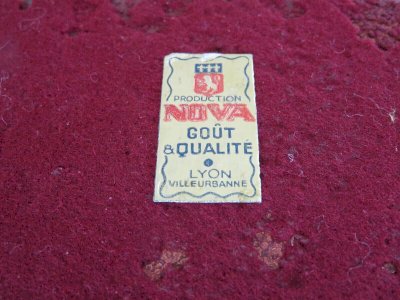 PRODUCTION
NOVA
GOÛT
& QUALITÉ
LYON
VILLEURBANNE